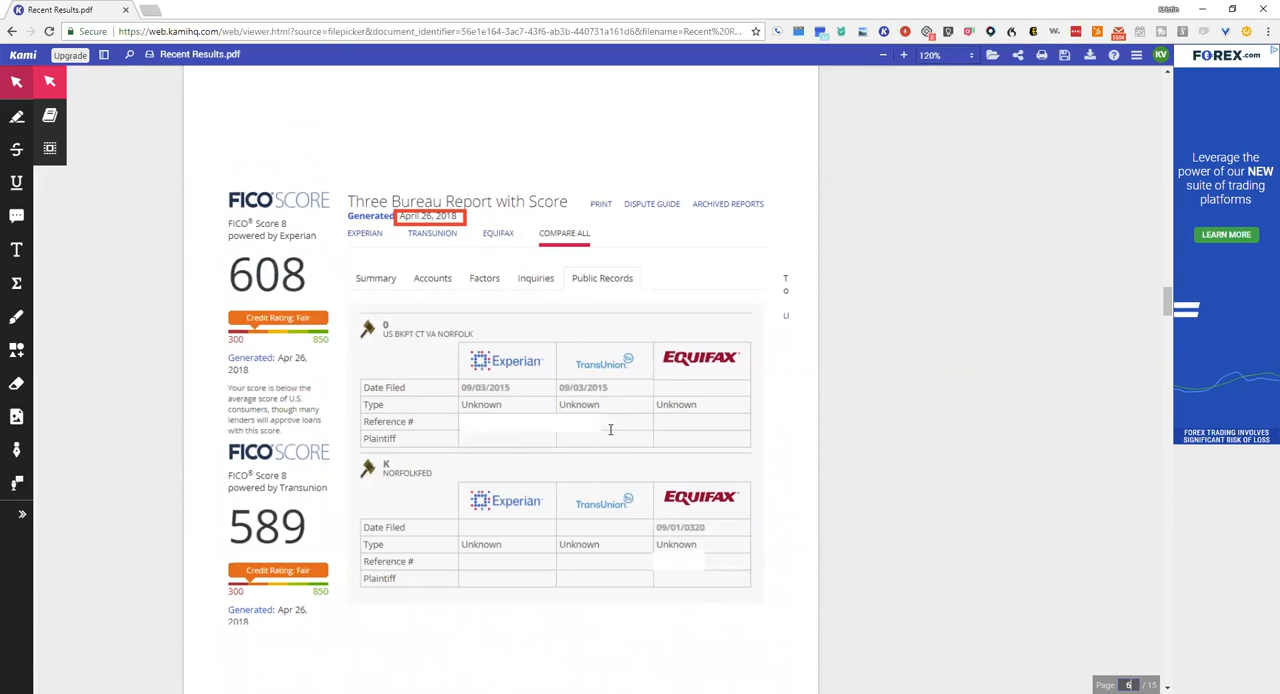 Recent Results.pdf
Kristin
Secure
https://web.kamihq.com/web/viewer.html?source=filepicker&document_identifier=56e1e164-3ac7-43f6-ab3b-440731a161d6&filename=Recent%20R...
Kami
Upgrade
Recent Results.pdf
120%
KV
FOREX.com
Leverage the
power of our NEW
suite of trading
platforms
LEARN MORE
FOREX TRADING INVOLVES
SIGNIFICANT RISK OF LOSS
FICO SCORE
FICO® Score 8
powered by Experian
608
Credit Rating: Fair
300 850
Generated: Apr 26,
2018
Your score is below the
average score of U.S.
consumers, though many
lenders will approve loans
with this score.
FICO SCORE
FICO® Score 8
powered by Transunion
589
Credit Rating: Fair
300 850
Generated: Apr 26,
2018
Three Bureau Report with Score
PRINT DISPUTE GUIDE ARCHIVED REPORTS
Generated April 26, 2018
EXPERIAN TRANSUNION EQUIFAX COMPARE ALL
Summary Accounts Factors Inquiries Public Records
T
o
LI
0
US BKPT CT VA NORFOLK
Experian TransUnion EQUIFAX
Date Filed 09/03/2015 09/03/2015
Type Unknown Unknown Unknown
Reference #
Plaintiff
K
NORFOLKFED
Experian TransUnion EQUIFAX
Date Filed 09/01/0320
Type Unknown Unknown Unknown
Reference #
Plaintiff
Page 6 / 15